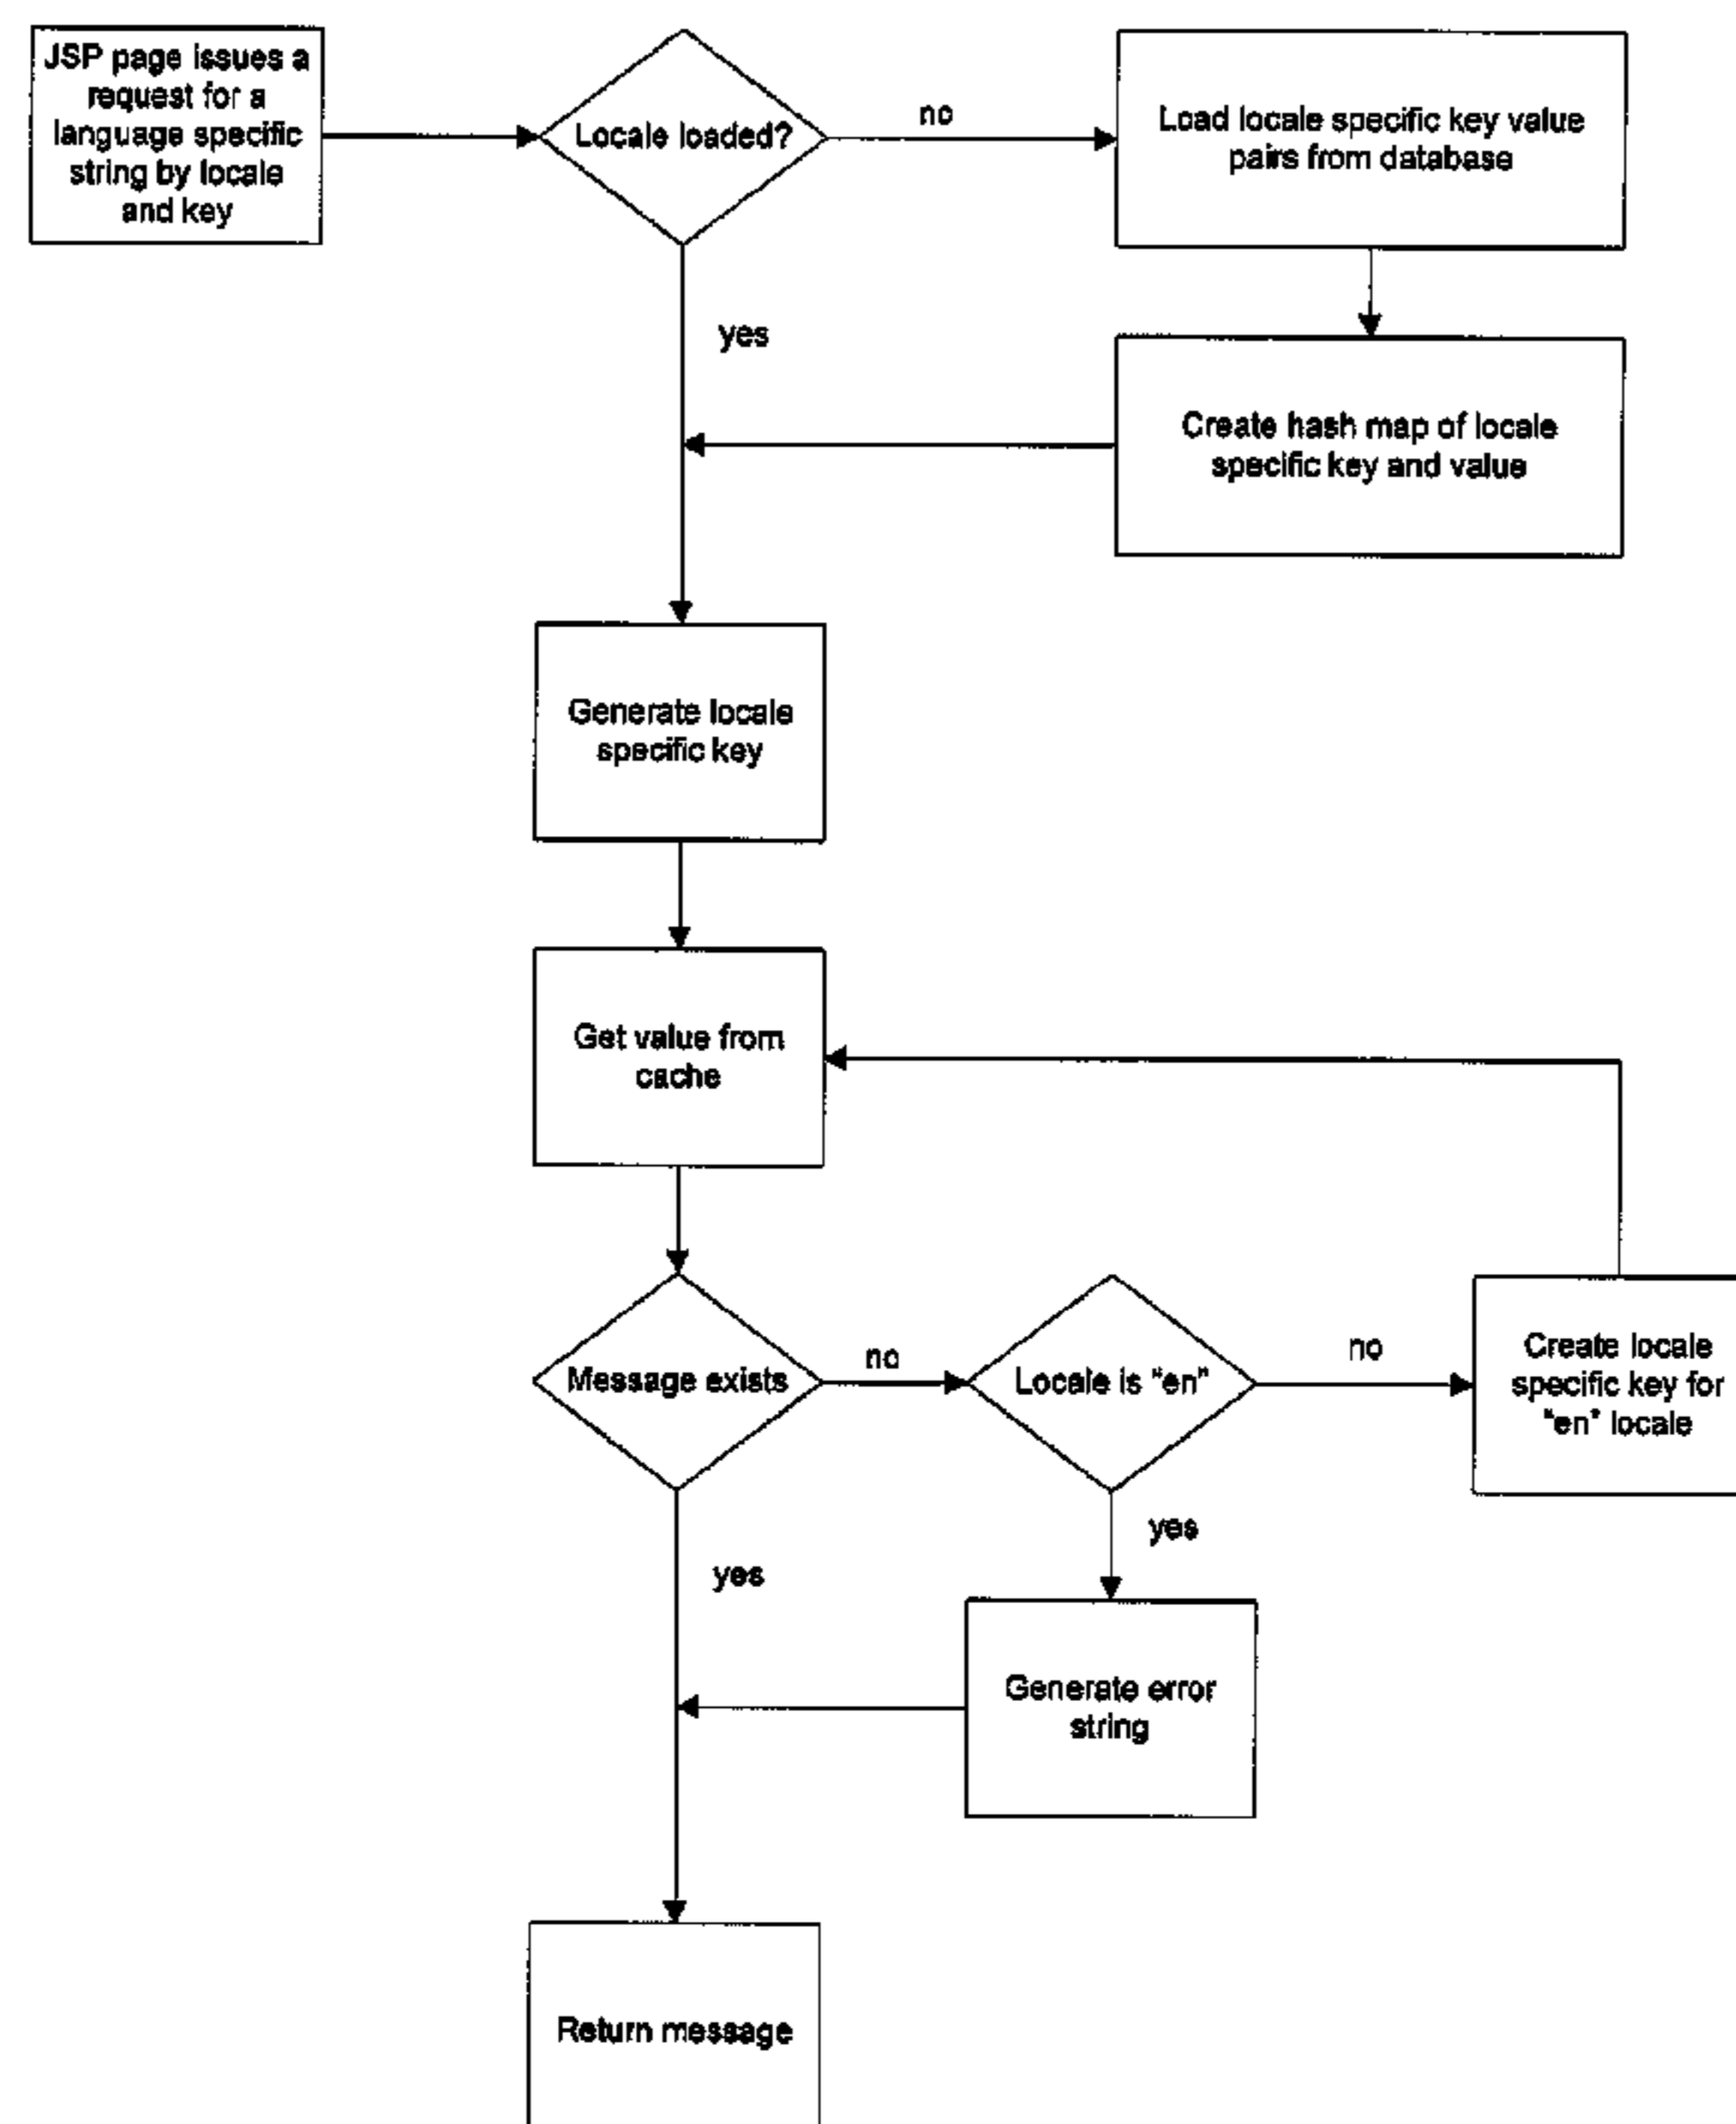 JSP page issues a
request for a
language specific
string by locale
and key
Locale loaded?
no
Load locale specific key value
pairs from database
yes
Create hash map of locale
specific key and value
Generate locale
specific key
Get value from
cache
Message exists
no
Locale is "en"
no
Create locale
specific key for
"en" locale
yes
yes
Generate error
string
Return message